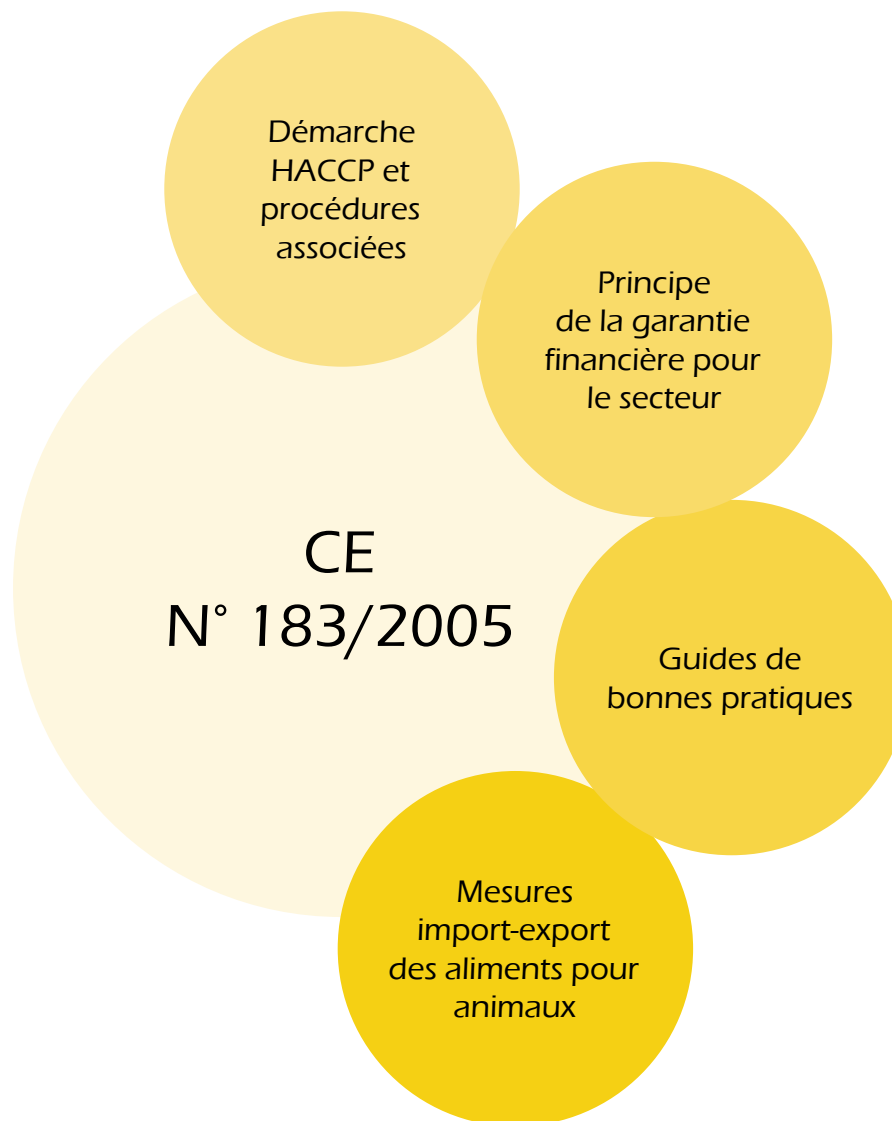 Démarche
HACCP et
procédures
associées
Principe
de la garantie
financière pour
le secteur
CE
N° 183/2005
Guides de
bonnes pratiques
Mesures
import-export
des aliments pour
animaux